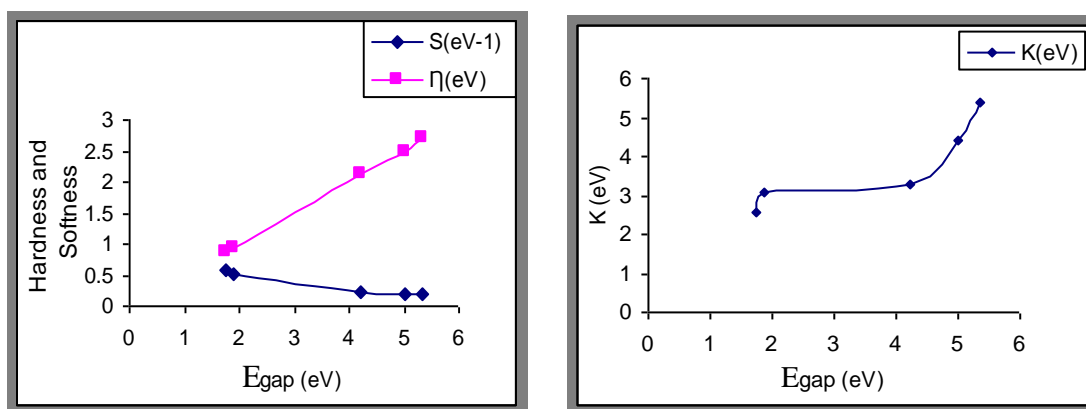 S(eV-1)
Π(eV)
3
2.5
2
1.5
1
0.5
0
Hardness and
Softness
0 1 2 3 4 5 6
Egap (eV)
K(eV)
6
5
4
3
2
1
0
K (eV)
0 1 2 3 4 5 6
Egap (eV)